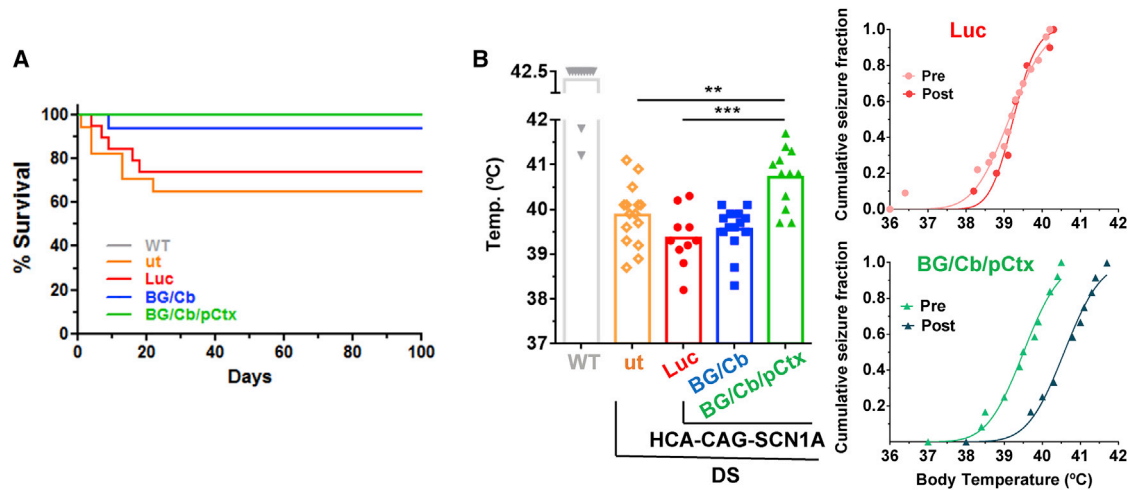 A
% Survival
100
80
60
40
20
0
WT
ut
Luc
BG/Cb
BG/Cb/pCtx
0 20 40 60 80 100
Days
B
Temp. (ºC)
42.5
42
41
40
39
38
37
**
***
WT
ut
Luc
BG/Cb
BG/Cb/pCtx
HCA-CAG-SCN1A
DS
Luc
Cumulative seizure fraction
1.0
0.8
0.6
0.4
0.2
Pre
Post
36 37 38 39 40 41 42
BG/Cb/pCtx
Cumulative seizure fraction
1.0
0.8
0.6
0.4
0.2
Pre
Post
36 37 38 39 40 41 42
Body Temperature (ºC)